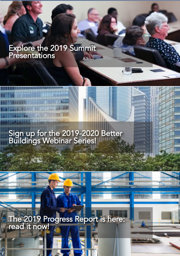 Explore the 2019 Summit
Presentations
Sign up for the 2019-2020 Better
Buildings Webinar Series!
The 2019 Progress Report is here:
read it now!